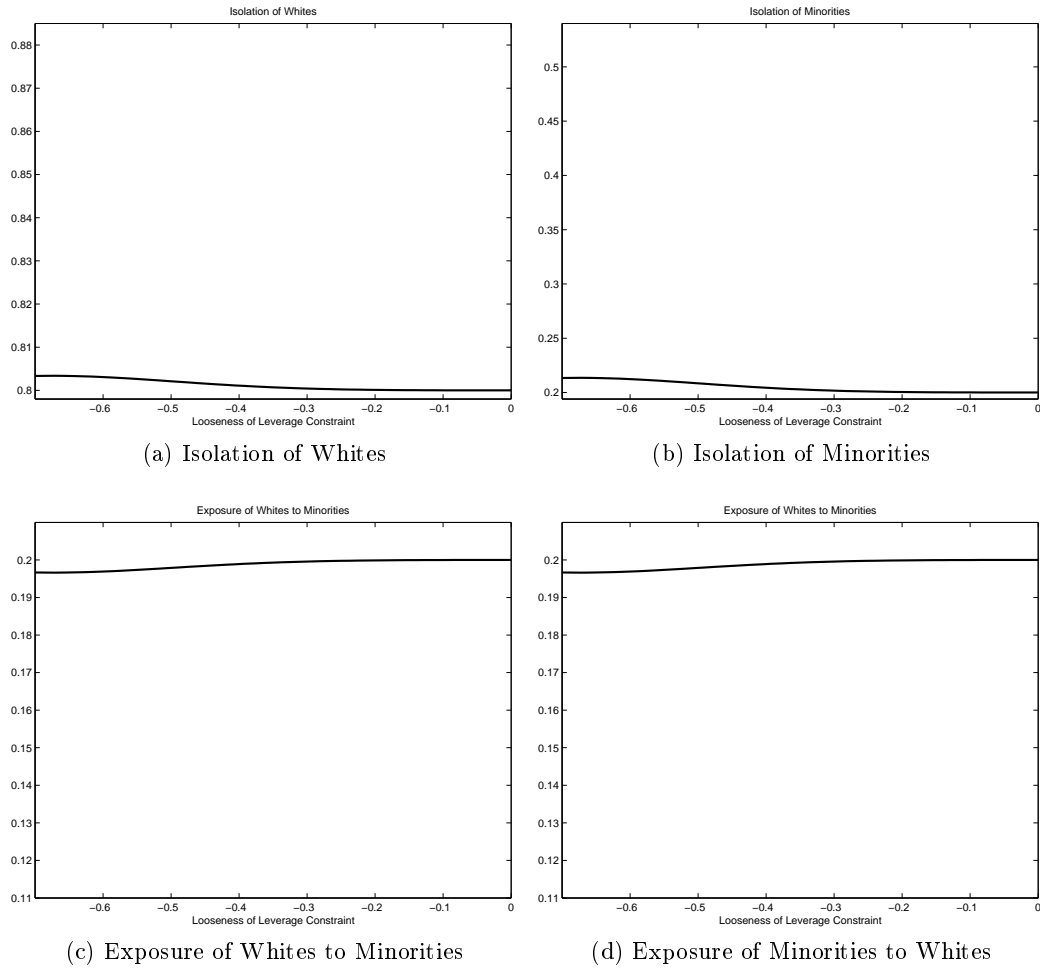 Isolation of Whites
0.88
0.87
0.86
0.85
0.84
0.83
0.82
0.81
0.8
−0.6 −0.5 −0.4 −0.3 −0.2 −0.1 0
Looseness of Leverage Constraint
(a) Isolation of Whites
Isolation of Minorities
0.5
0.45
0.4
0.35
0.3
0.25
0.2
−0.6 −0.5 −0.4 −0.3 −0.2 −0.1 0
Looseness of Leverage Constraint
(b) Isolation of Minorities
Exposure of Whites to Minorities
0.2
0.19
0.18
0.17
0.16
0.15
0.14
0.13
0.12
0.11
−0.6 −0.5 −0.4 −0.3 −0.2 −0.1 0
Looseness of Leverage Constraint
(c) Exposure of Whites to Minorities
Exposure of Whites to Minorities
0.2
0.19
0.18
0.17
0.16
0.15
0.14
0.13
0.12
0.11
−0.6 −0.5 −0.4 −0.3 −0.2 −0.1 0
Looseness of Leverage Constraint
(d) Exposure of Minorities to Whites